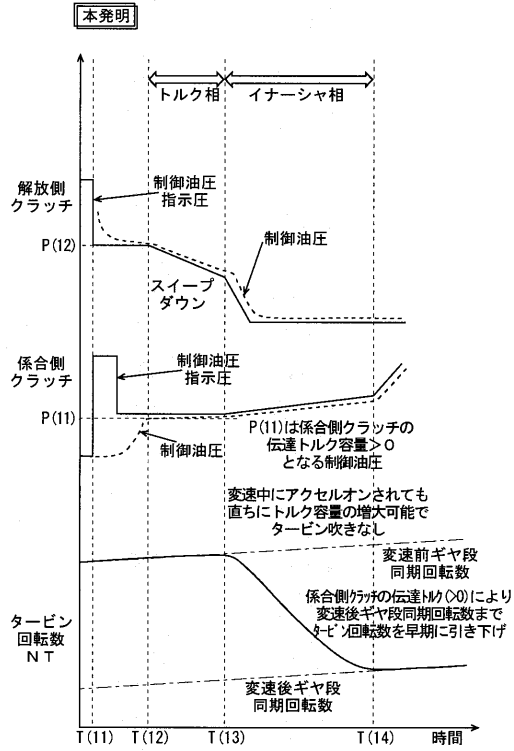 本発明
トルク相
イナーシャ相
解放側
クラッチ
制御油圧
指示圧
P(12)
制御油圧
スイープ
ダウン
係合側
クラッチ
制御油圧
指示圧
P(11)
制御油圧
P(11)は係合側クラッチの
伝達トルク容量>0
となる制御油圧
変速中にアクセルオンされても
直ちにトルク容量の増大可能で
タービン吹きなし
変速前ギヤ段
同期回転数
係合側クラッチの伝達トルク(>0)により
変速後ギヤ段同期回転数まで
タービン回転数を早期に引き下げ
タービン
回転数
NT
変速後ギヤ段
同期回転数
T(11)
T(12)
T(13)
T(14)
時間